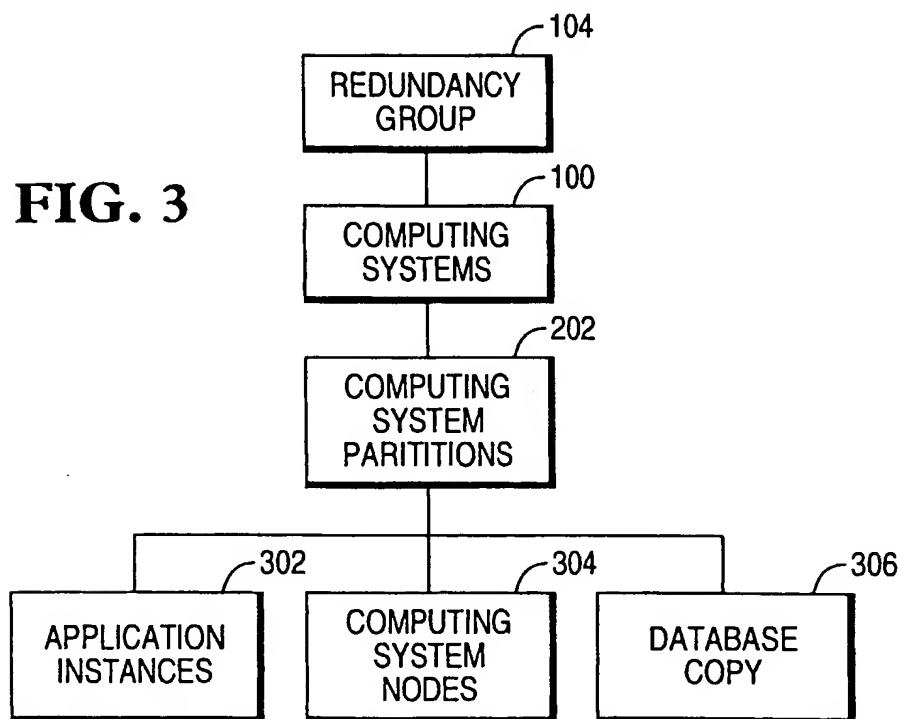 104
REDUNDANCY
GROUP
FIG. 3
100
COMPUTING
SYSTEMS
202
COMPUTING
SYSTEM
PARITITIONS
302
APPLICATION
INSTANCES
304
COMPUTING
SYSTEM
NODES
306
DATABASE
COPY